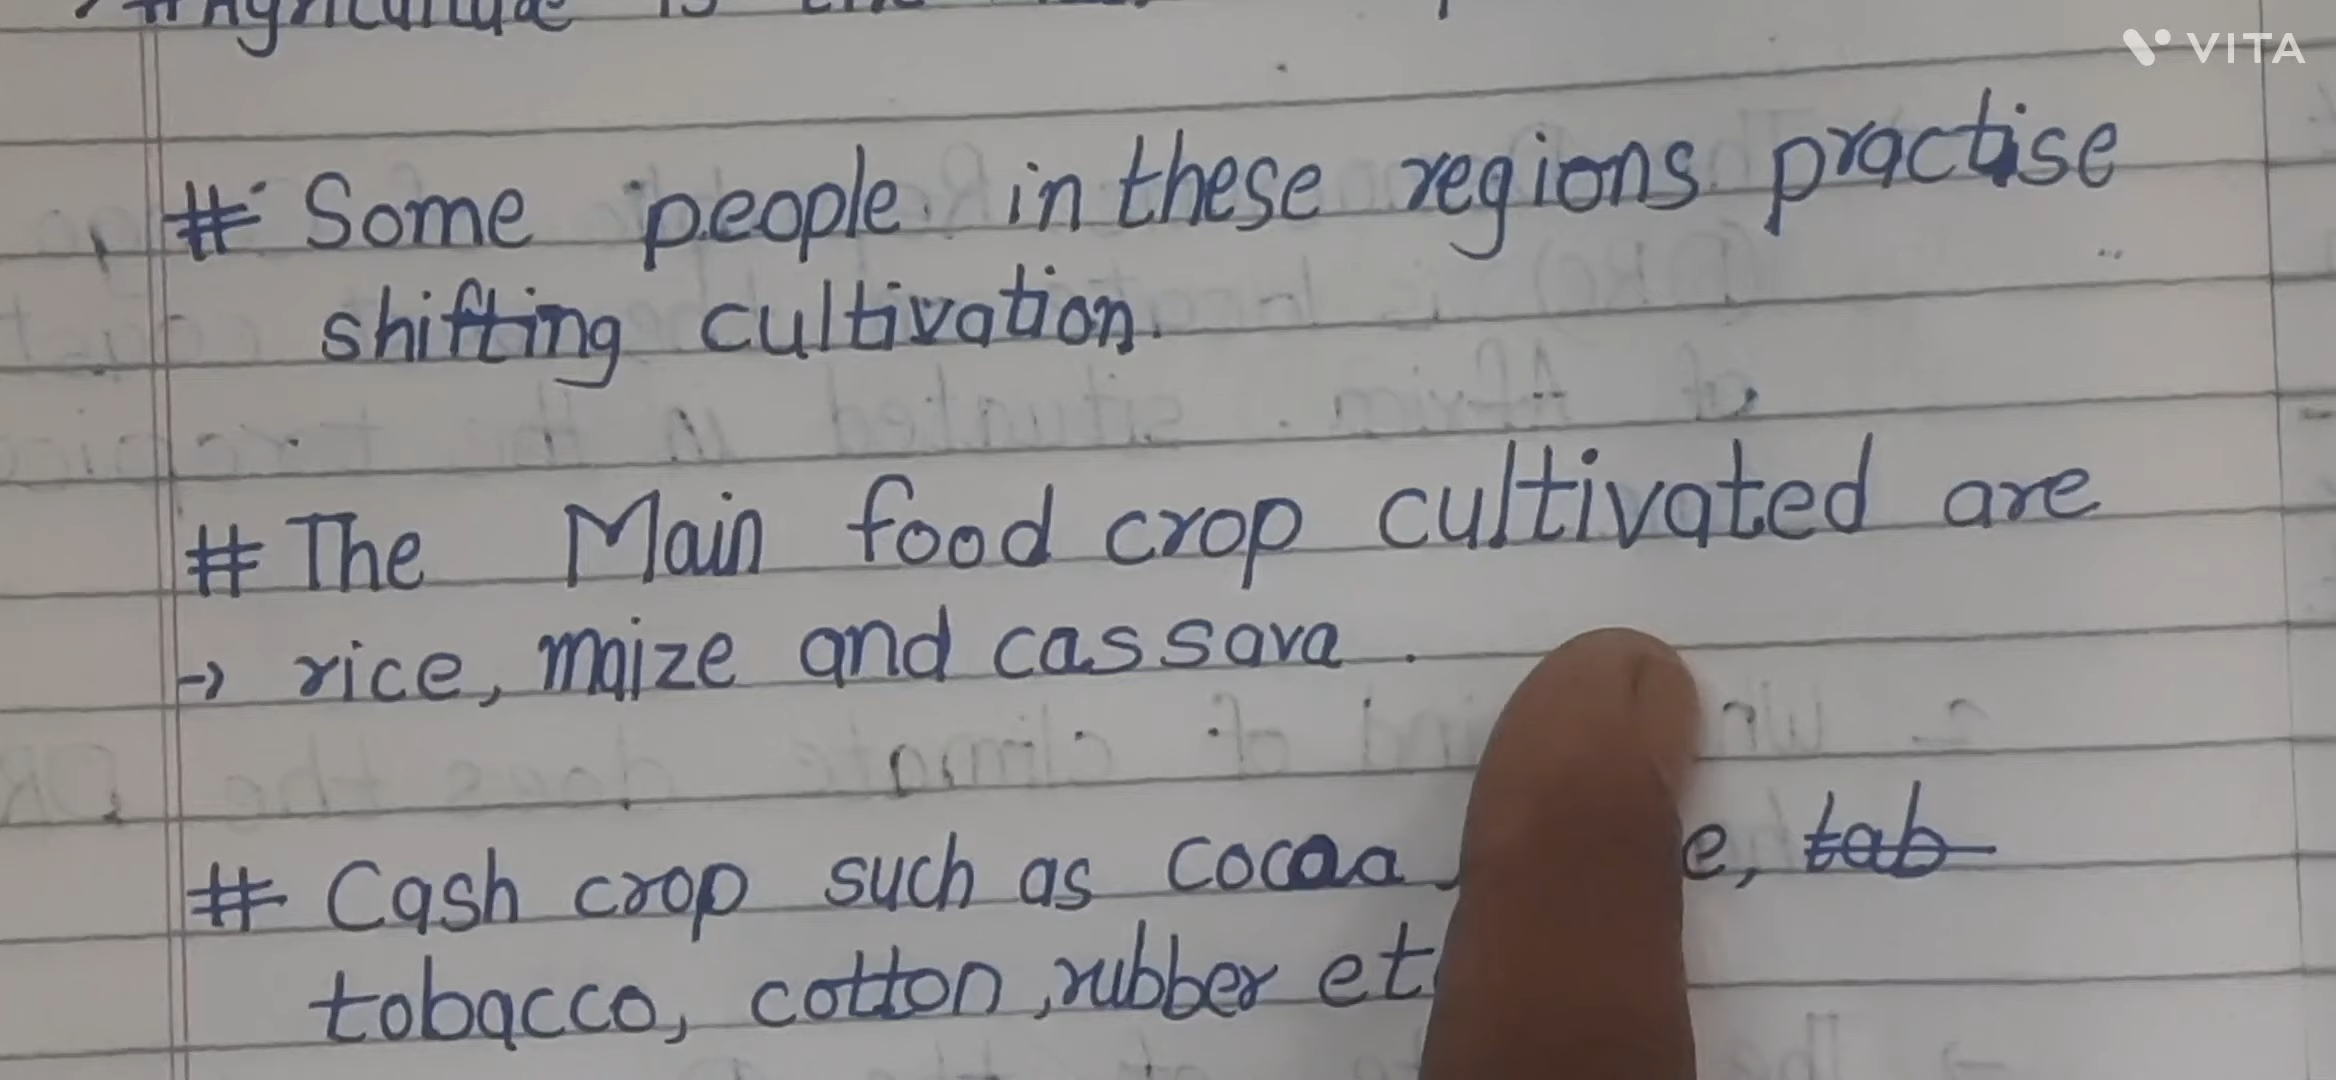 VITA
# Some people in these regions practise
shifting cultivation.
# The Main food crop cultivated are
→ rice, maize and cassava.
# Cash crop such as cocoa
tobacco, cotton, rubber